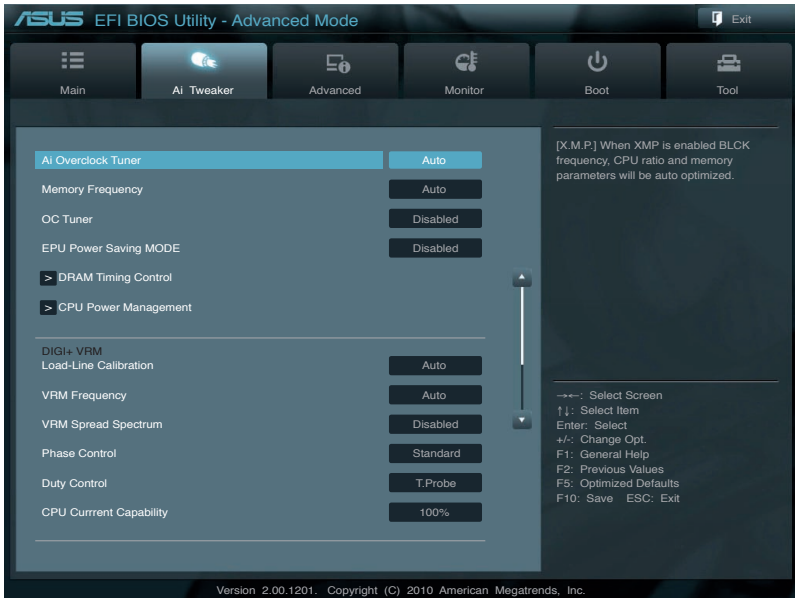 ASUS EFI BIOS Utility - Advanced Mode
Exit
Main
Ai Tweaker
Advanced
Monitor
Boot
Tool
Ai Overclock Tuner Auto
Memory Frequency Auto
OC Tuner Disabled
EPU Power Saving MODE Disabled
> DRAM Timing Control
> CPU Power Management
DIGI+ VRM
Load-Line Calibration Auto
VRM Frequency Auto
VRM Spread Spectrum Disabled
Phase Control Standard
Duty Control T.Probe
CPU Currrent Capability 100%
[X.M.P.] When XMP is enabled BLCK
frequency, CPU ratio and memory
parameters will be auto optimized.
→←: Select Screen
↑↓: Select Item
Enter: Select
+/-: Change Opt.
F1: General Help
F2: Previous Values
F5: Optimized Defaults
F10: Save ESC: Exit
Version 2.00.1201. Copyright (C) 2010 American Megatrends, Inc.